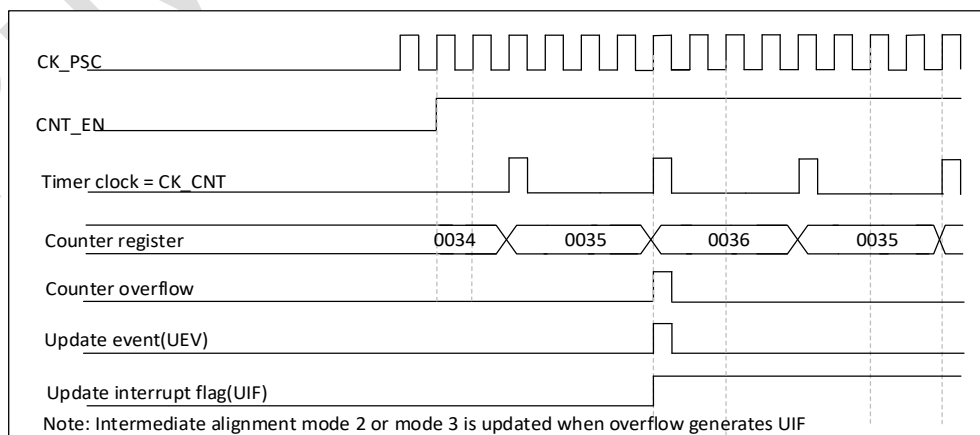 CK_PSC
CNT_EN
Timer clock = CK_CNT
Counter register 0034 0035 0036 0035
Counter overflow
Update event(UEV)
Update interrupt flag(UIF)
Note: Intermediate alignment mode 2 or mode 3 is updated when overflow generates UIF